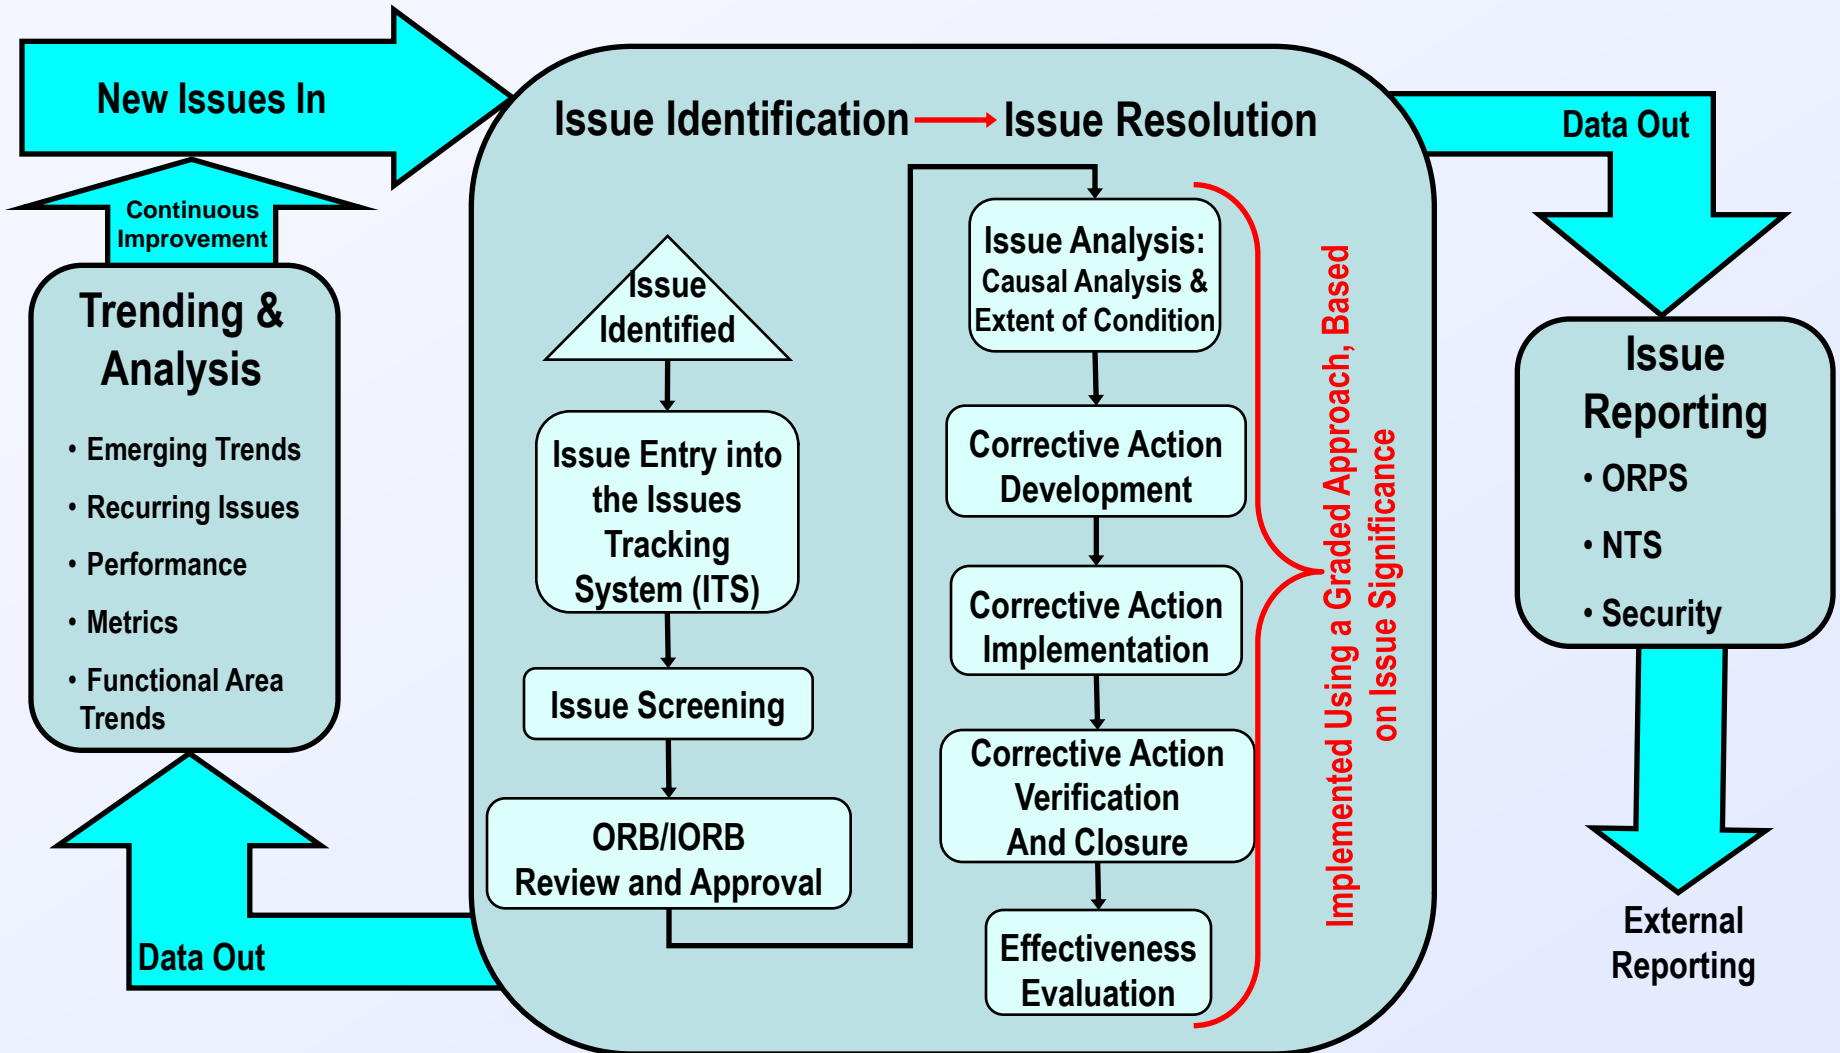 New Issues In
Continuous
Improvement
Trending &
Analysis
• Emerging Trends
• Recurring Issues
• Performance
• Metrics
• Functional Area
Trends
Data Out
Issue Identification
Issue Resolution
Issue
Identified
Issue Entry into
the Issues
Tracking
System (ITS)
Issue Screening
ORB/IORB
Review and Approval
Issue Analysis:
Causal Analysis &
Extent of Condition
Corrective Action
Development
Corrective Action
Implementation
Corrective Action
Verification
And Closure
Effectiveness
Evaluation
Implemented Using a Graded Approach, Based
on Issue Significance
Data Out
Issue
Reporting
• ORPS
• NTS
• Security
External
Reporting